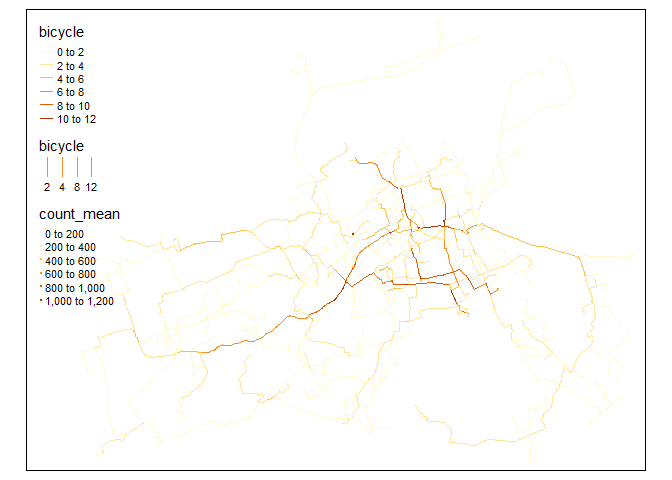 bicycle
0 to 2
2 to 4
4 to 6
6 to 8
8 to 10
10 to 12
bicycle
2 4 8 12
count_mean
0 to 200
200 to 400
400 to 600
600 to 800
800 to 1,000
1,000 to 1,200